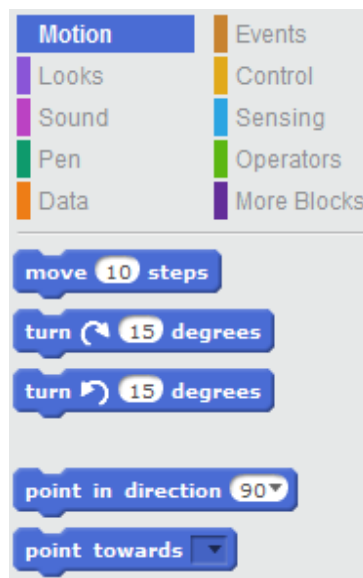 Motion
Events
Looks
Control
Sound
Sensing
Pen
Operators
Data
More Blocks
move 10 steps
turn 15 degrees
turn 15 degrees
point in direction 90
point towards